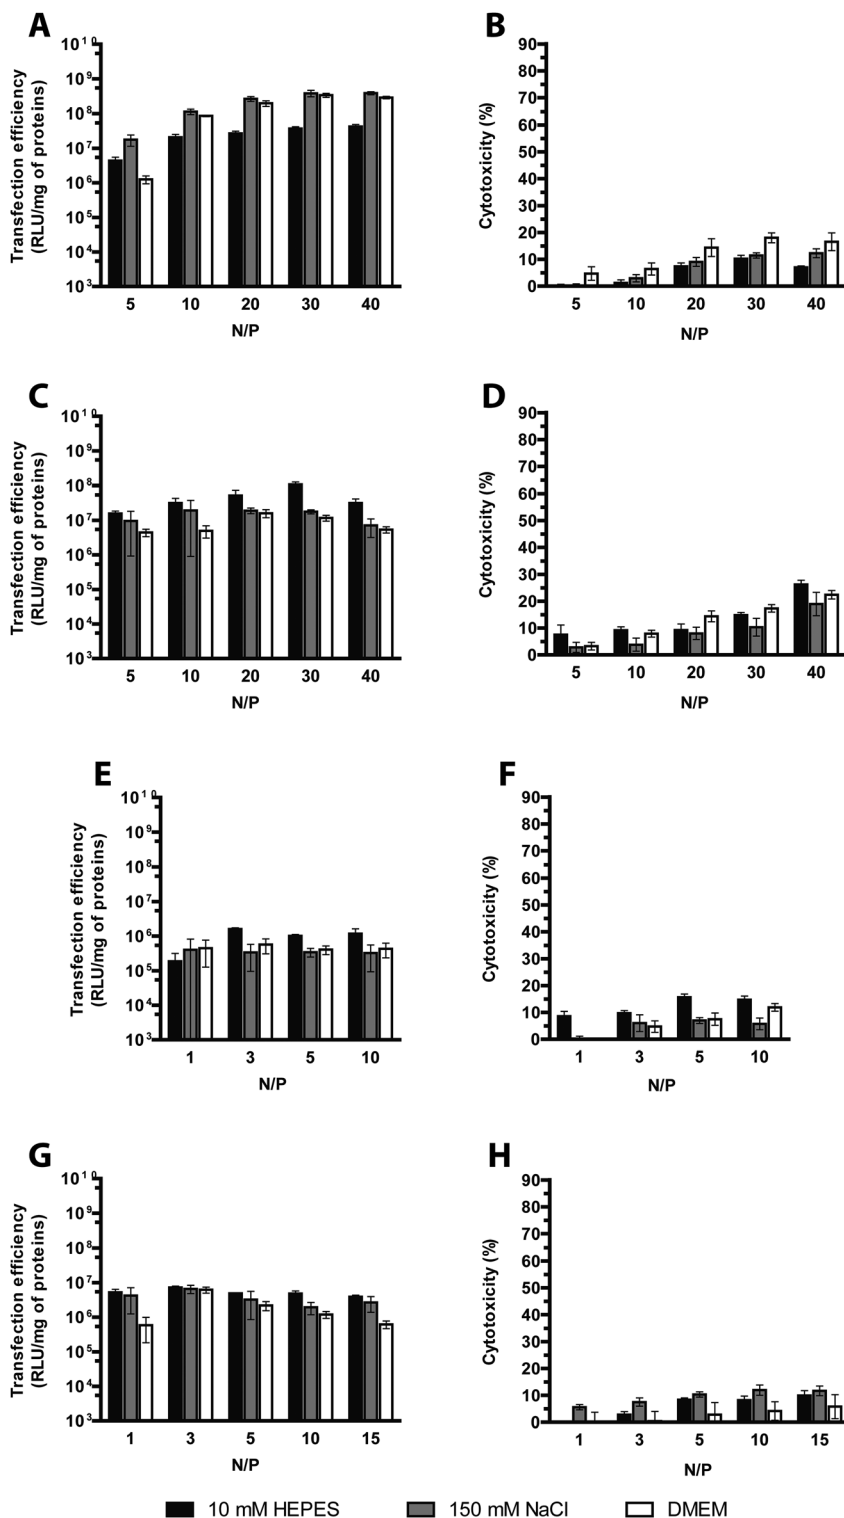 A
Transfection efficiency
(RLU/mg of proteins)
10¹⁰
10⁹
10⁸
10⁷
10⁶
10⁵
10⁴
10³
5 10 20 30 40
N/P
B
Cytotoxicity (%)
90
80
70
60
50
40
30
20
10
0
5 10 20 30 40
N/P
C
Transfection efficiency
(RLU/mg of proteins)
10¹⁰
10⁹
10⁸
10⁷
10⁶
10⁵
10⁴
10³
5 10 20 30 40
N/P
D
Cytotoxicity (%)
90
80
70
60
50
40
30
20
10
0
5 10 20 30 40
N/P
E
Transfection efficiency
(RLU/mg of proteins)
10¹⁰
10⁹
10⁸
10⁷
10⁶
10⁵
10⁴
10³
1 3 5 10
N/P
F
Cytotoxicity (%)
90
80
70
60
50
40
30
20
10
0
1 3 5 10
N/P
G
Transfection efficiency
(RLU/mg of proteins)
10¹⁰
10⁹
10⁸
10⁷
10⁶
10⁵
10⁴
10³
1 3 5 10 15
N/P
H
Cytotoxicity (%)
90
80
70
60
50
40
30
20
10
0
1 3 5 10 15
N/P
10 mM HEPES 150 mM NaCl DMEM